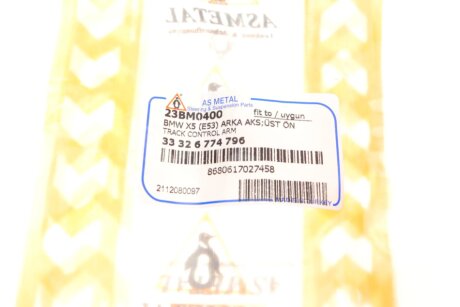 ASMETAL
AS METAL
Steering & Suspension Parts
23BM0400 fit to / uygun
BMW X5 (E53) ARKA AKS;ÜST ÖN
TRACK CONTROL ARM
33 32 6 774 796
8680617027458
2112080097